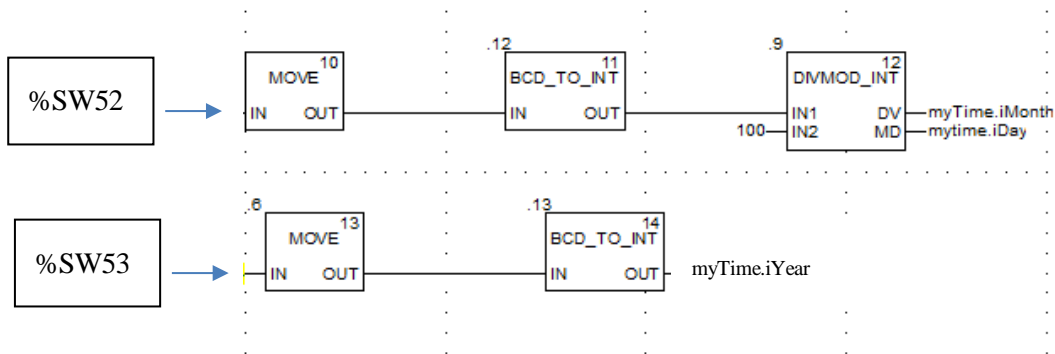 %SW52
10
MOVE
IN OUT
.12
11
BCD_TO_INT
IN OUT
.9
12
DIVMOD_INT
IN1 DV
100 IN2 MD
myTime.iMonth
mytime.iDay
%SW53
.6
13
MOVE
IN OUT
.13
14
BCD_TO_INT
IN OUT
myTime.iYear